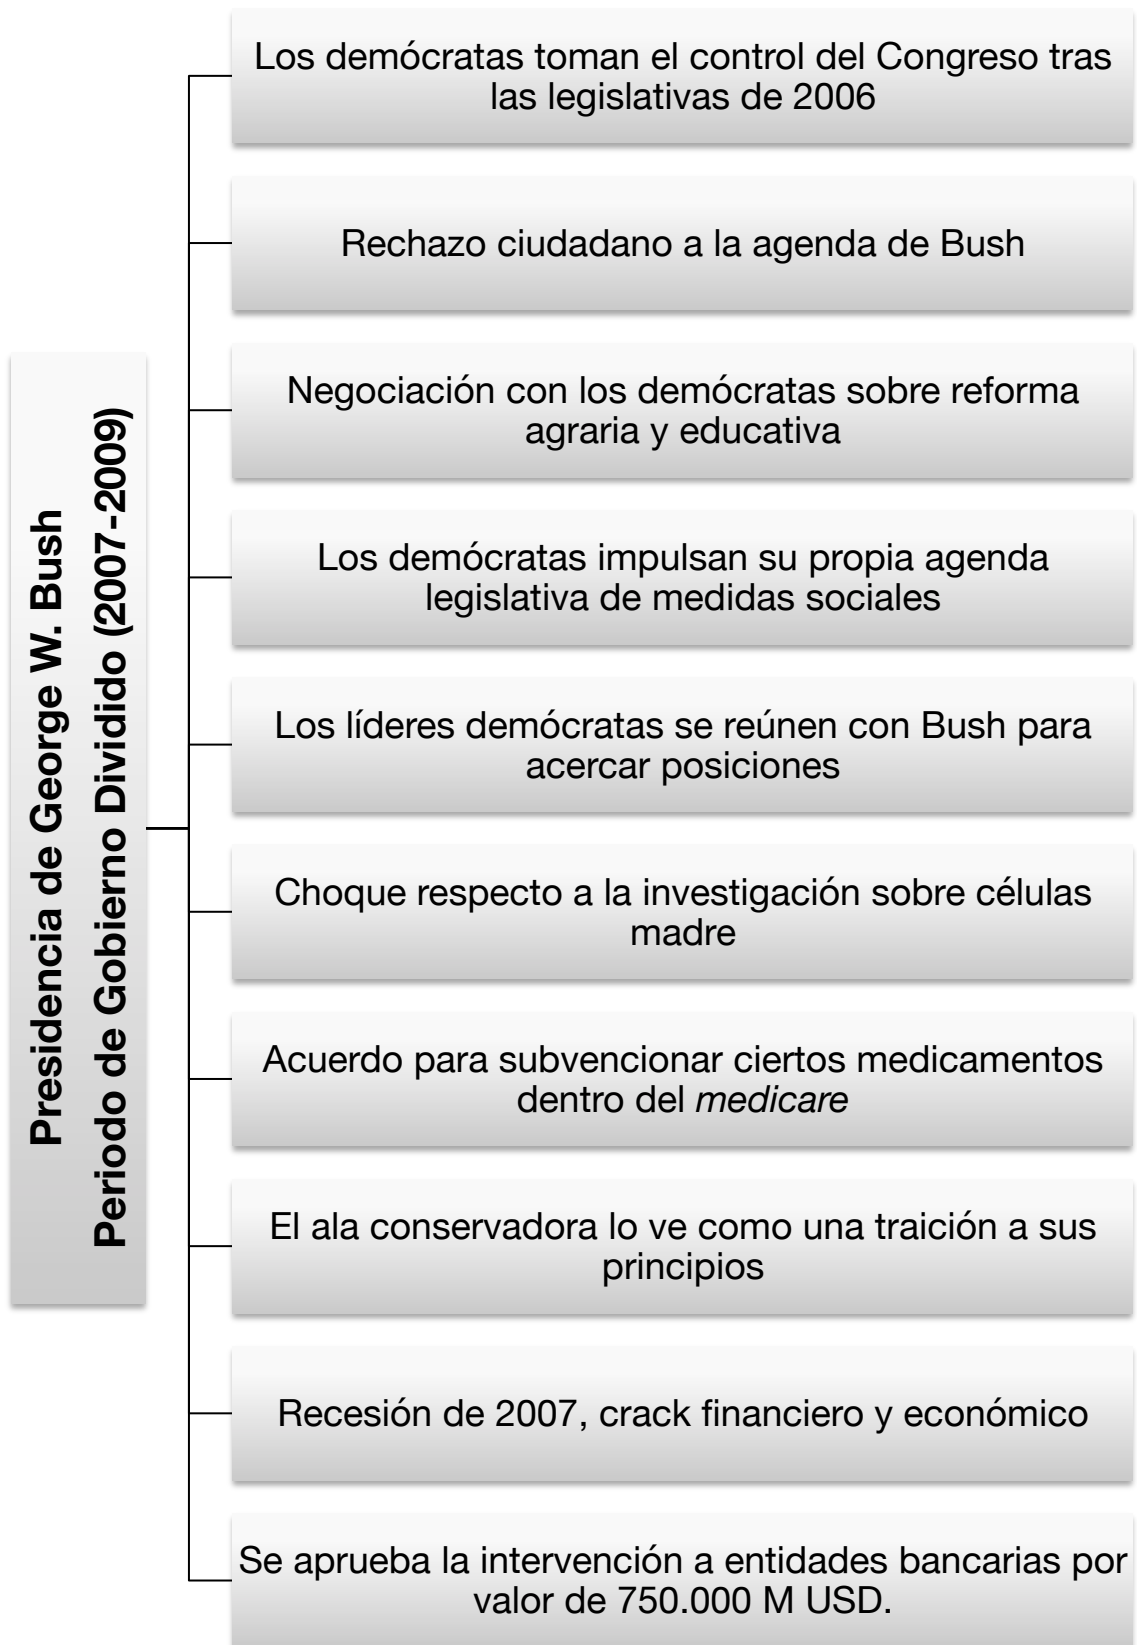 Presidencia de George W. Bush
Periodo de Gobierno Dividido (2007-2009)
Los demócratas toman el control del Congreso tras
las legislativas de 2006
Rechazo ciudadano a la agenda de Bush
Negociación con los demócratas sobre reforma
agraria y educativa
Los demócratas impulsan su propia agenda
legislativa de medidas sociales
Los líderes demócratas se reúnen con Bush para
acercar posiciones
Choque respecto a la investigación sobre células
madre
Acuerdo para subvencionar ciertos medicamentos
dentro del medicare
El ala conservadora lo ve como una traición a sus
principios
Recesión de 2007, crack financiero y económico
Se aprueba la intervención a entidades bancarias por
valor de 750.000 M USD.